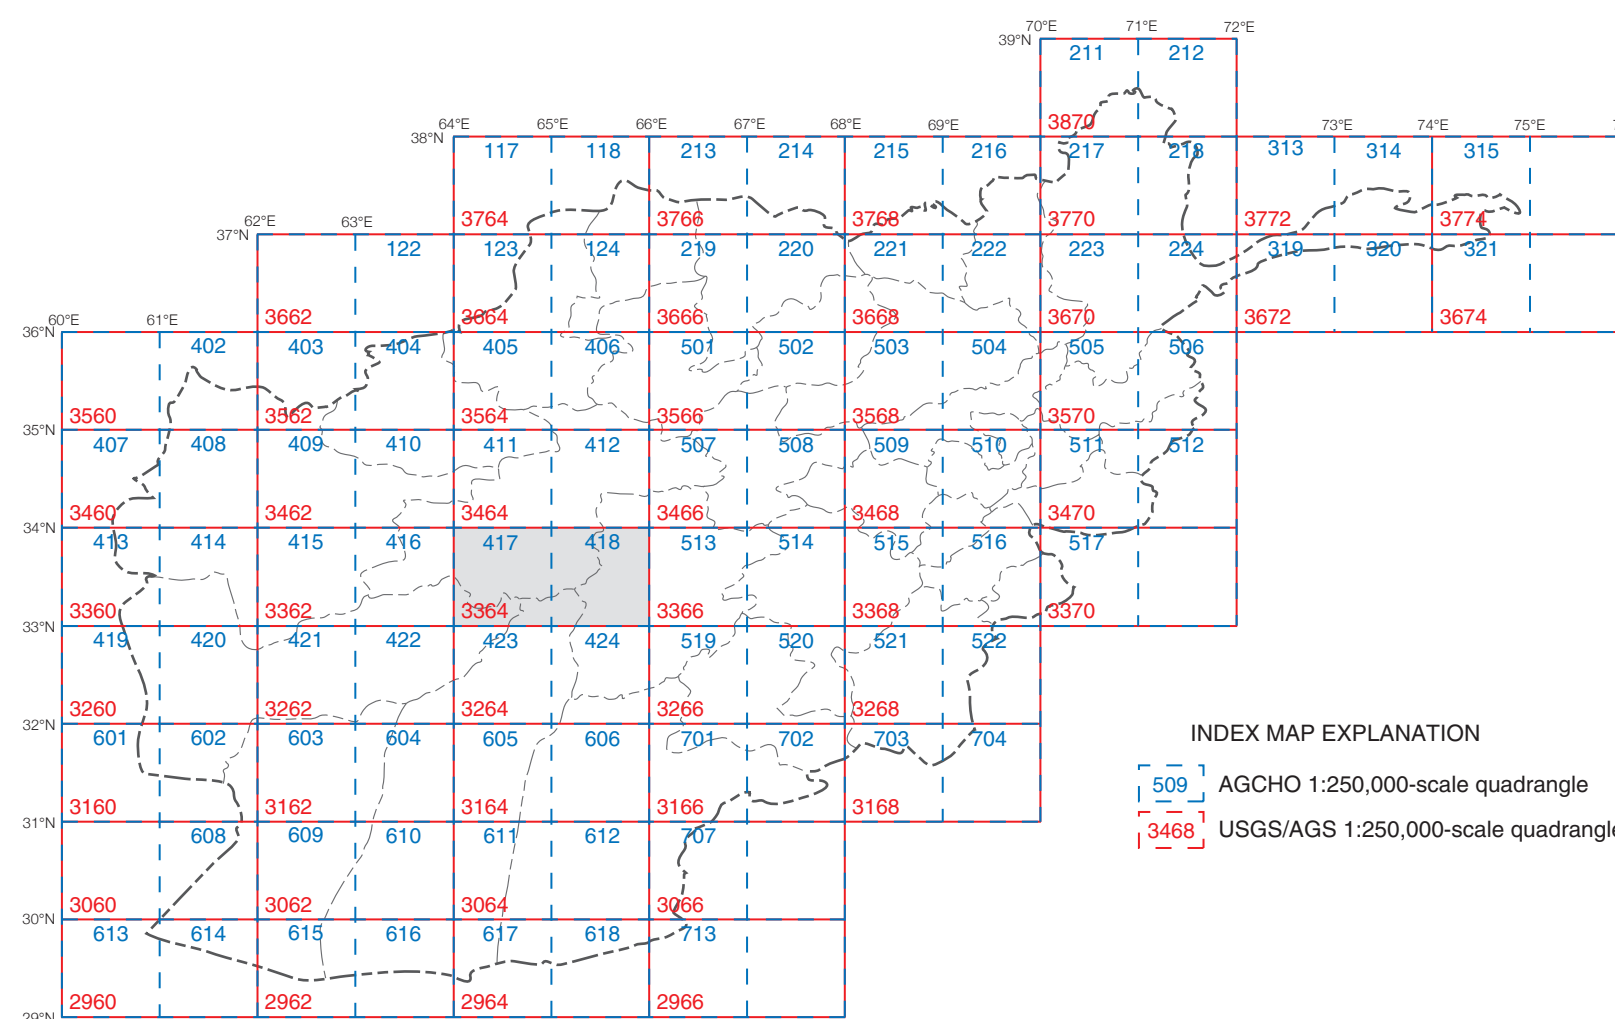 70°E 71°E 72°E
39°N 211 212
64°E 65°E 66°E 67°E 68°E 69°E 3870 73°E 74°E 75°E
38°N 117 118 213 214 215 216 217 218 313 314 315
62°E 63°E 3764 3766 3768 3770 3772 3774
37°N 122 123 124 219 220 221 222 223 224 319 320 321
60°E 61°E 3662 3664 3666 3668 3670 3672 3674
36°N 402 403 404 405 406 501 502 503 504 505 506
3560 3562 3564 3566 3568 3570
35°N 407 408 409 410 411 412 507 508 509 510 511 512
3460 3462 3464 3466 3468 3470
34°N 413 414 415 416 417 418 513 514 515 516 517
3360 3362 3364 3366 3368 3370
33°N 419 420 421 422 423 424 519 520 521 522
3260 3262 3264 3266 3268
32°N 601 602 603 604 605 606 701 702 703 704
3160 3162 3164 3166 3168
31°N 608 609 610 611 612 707
3060 3062 3064 3066
30°N 613 614 615 616 617 618 713
2960 2962 2964 2966
29°N
INDEX MAP EXPLANATION
509 AGCHO 1:250,000-scale quadrangle
3468 USGS/AGS 1:250,000-scale quadrangle